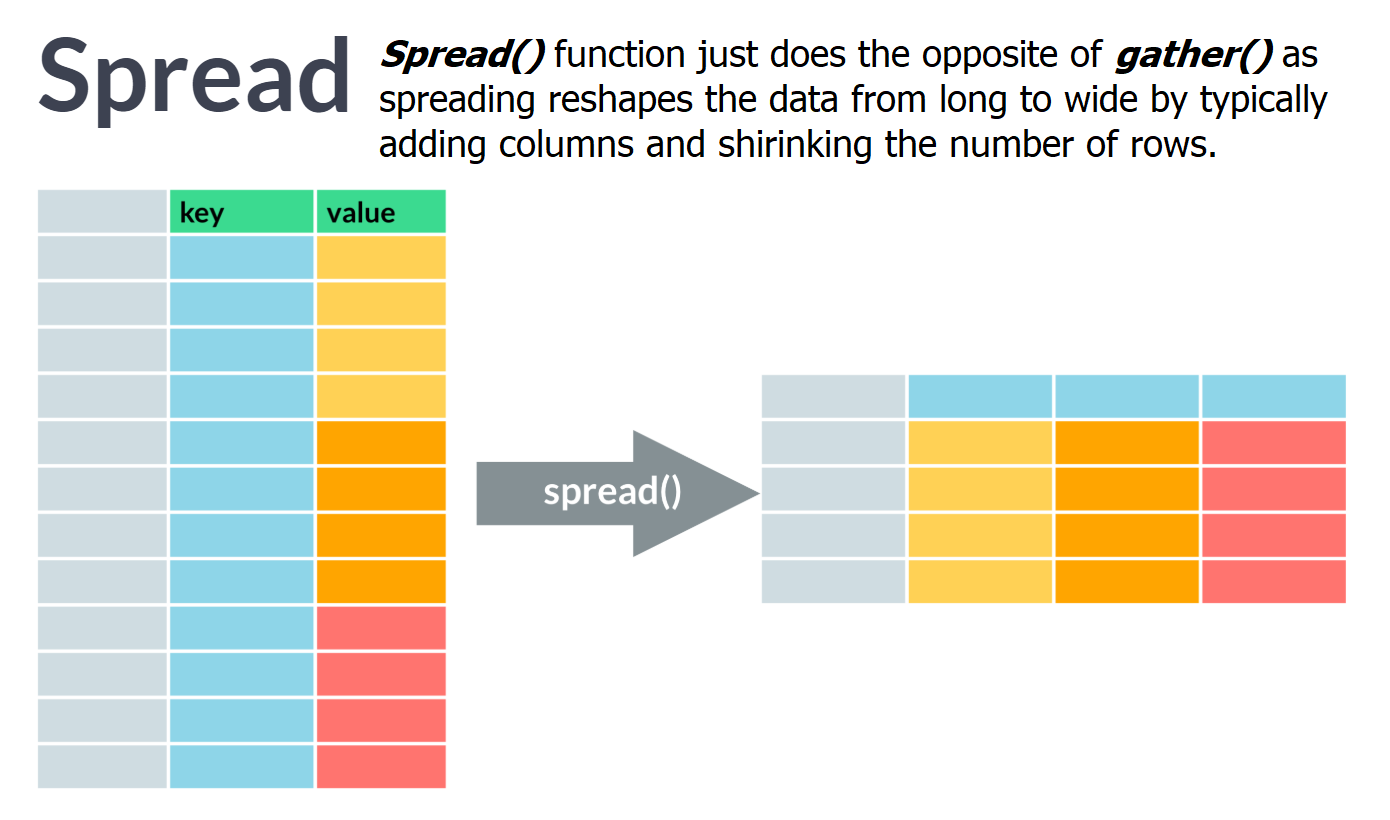 Spread
Spread() function just does the opposite of gather() as
spreading reshapes the data from long to wide by typically
adding columns and shirinking the number of rows.
key value
spread()